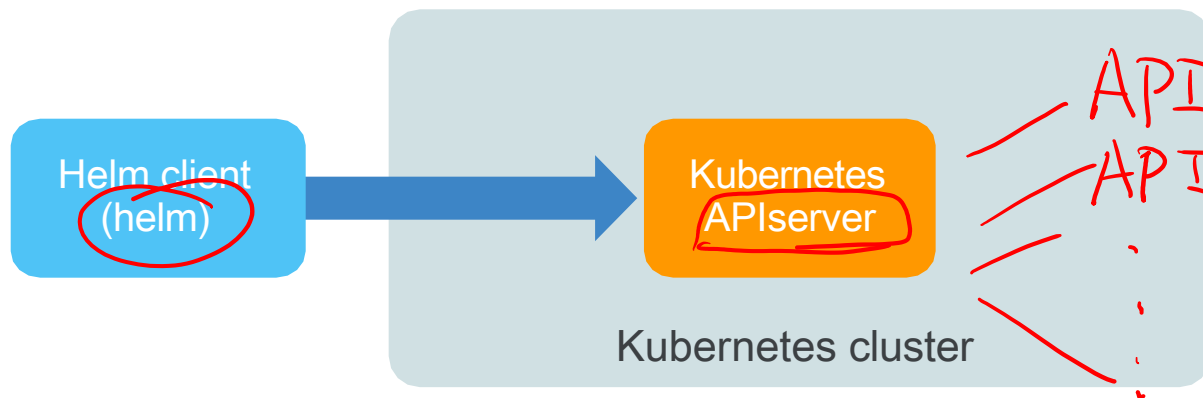 Helm client
(helm)
Kubernetes
APIserver
API
API
Kubernetes cluster